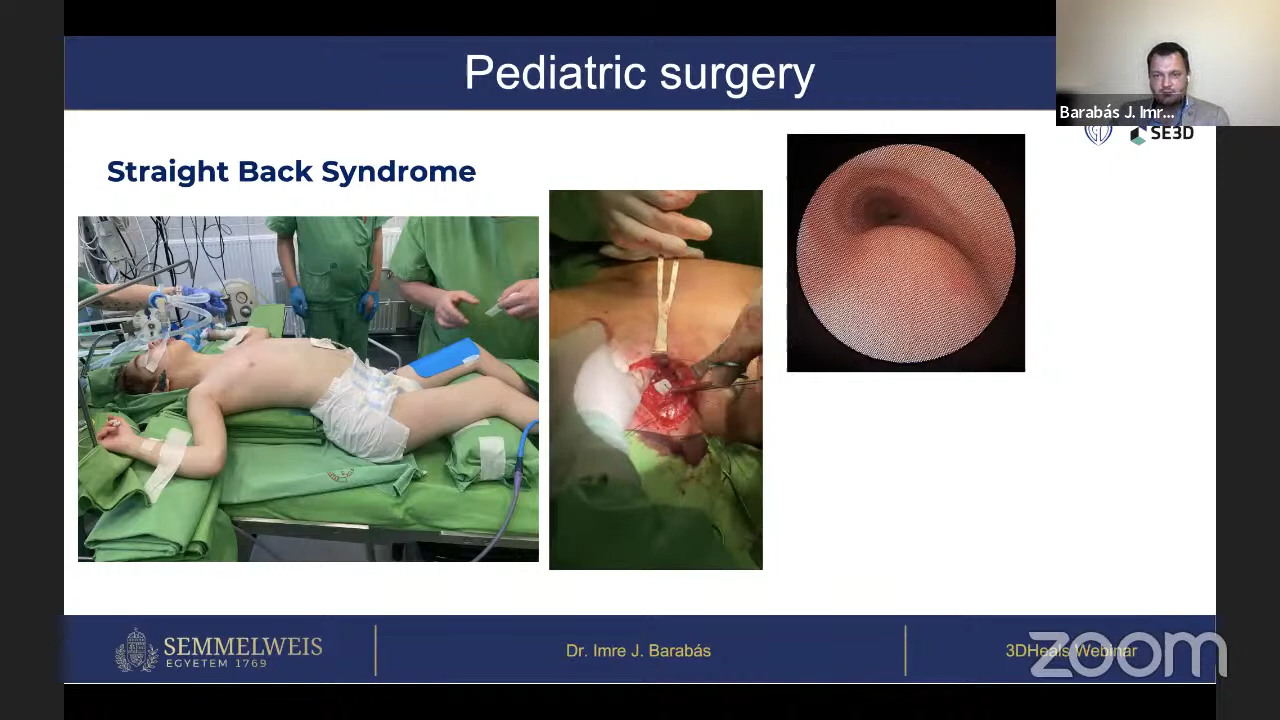 Pediatric surgery
Barabás J. Imr...
SE3D
Straight Back Syndrome
SEMMELWEIS
EGYETEM 1769
Dr. Imre J. Barabás
3DHeals Webinar
zoom